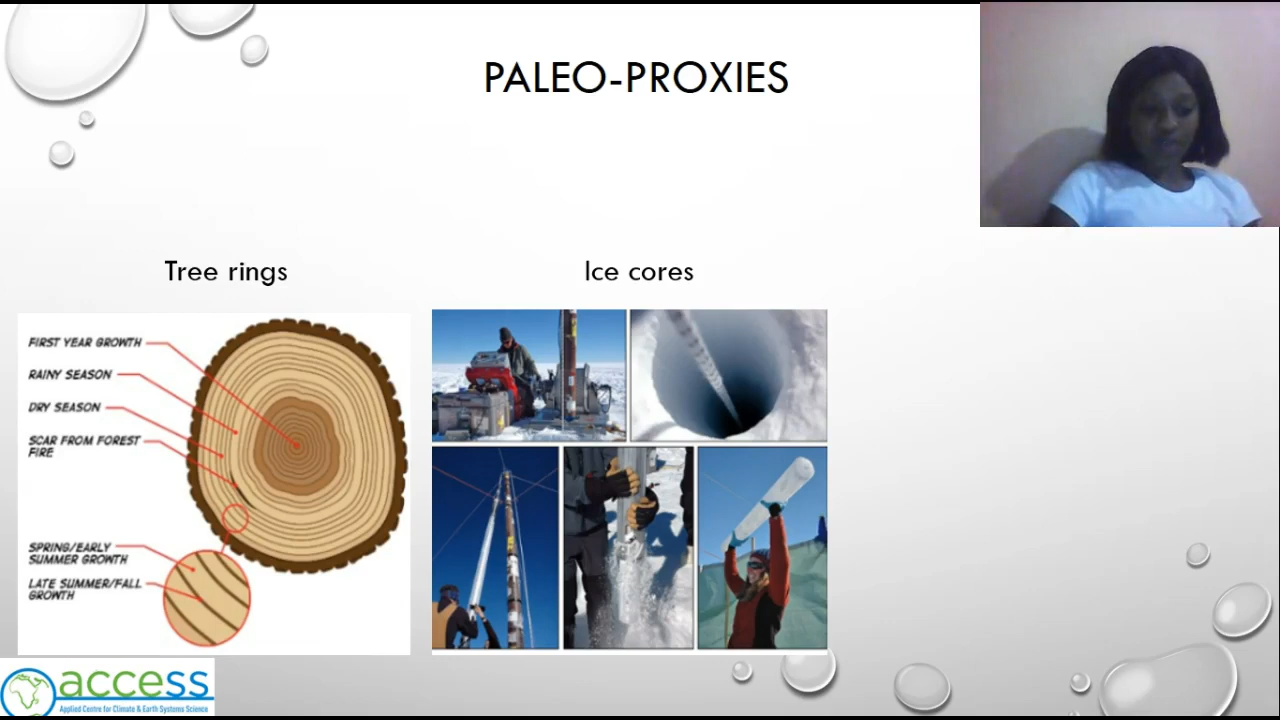 PALEO-PROXIES
Tree rings
Ice cores
FIRST YEAR GROWTH
RAINY SEASON
DRY SEASON
SCAR FROM FOREST
FIRE
SPRING/EARLY
SUMMER GROWTH
LATE SUMMER/FALL
GROWTH
access
Applied Centre for Climate & Earth Systems Science